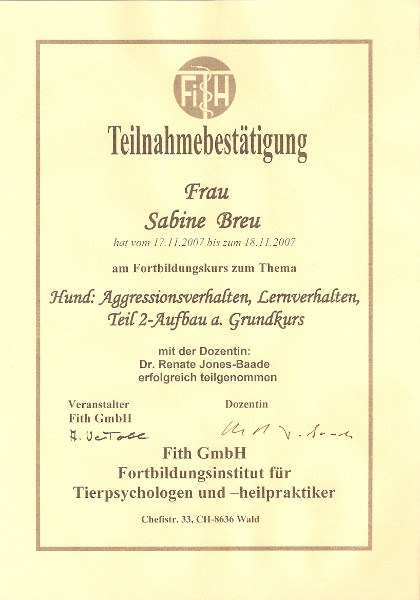 FiTH
Teilnahmebestätigung
Frau
Sabine Breu
hat vom 17.11.2007 bis zum 18.11.2007
am Fortbildungskurs zum Thema
Hund: Aggressionsverhalten, Lernverhalten,
Teil 2-Aufbau a. Grundkurs
mit der Dozentin:
Dr. Renate Jones-Baade
erfolgreich teilgenommen
Veranstalter Dozentin
Fith GmbH
Fith GmbH
Fortbildungsinstitut für
Tierpsychologen und –heilpraktiker
Chefistr. 33, CH-8636 Wald